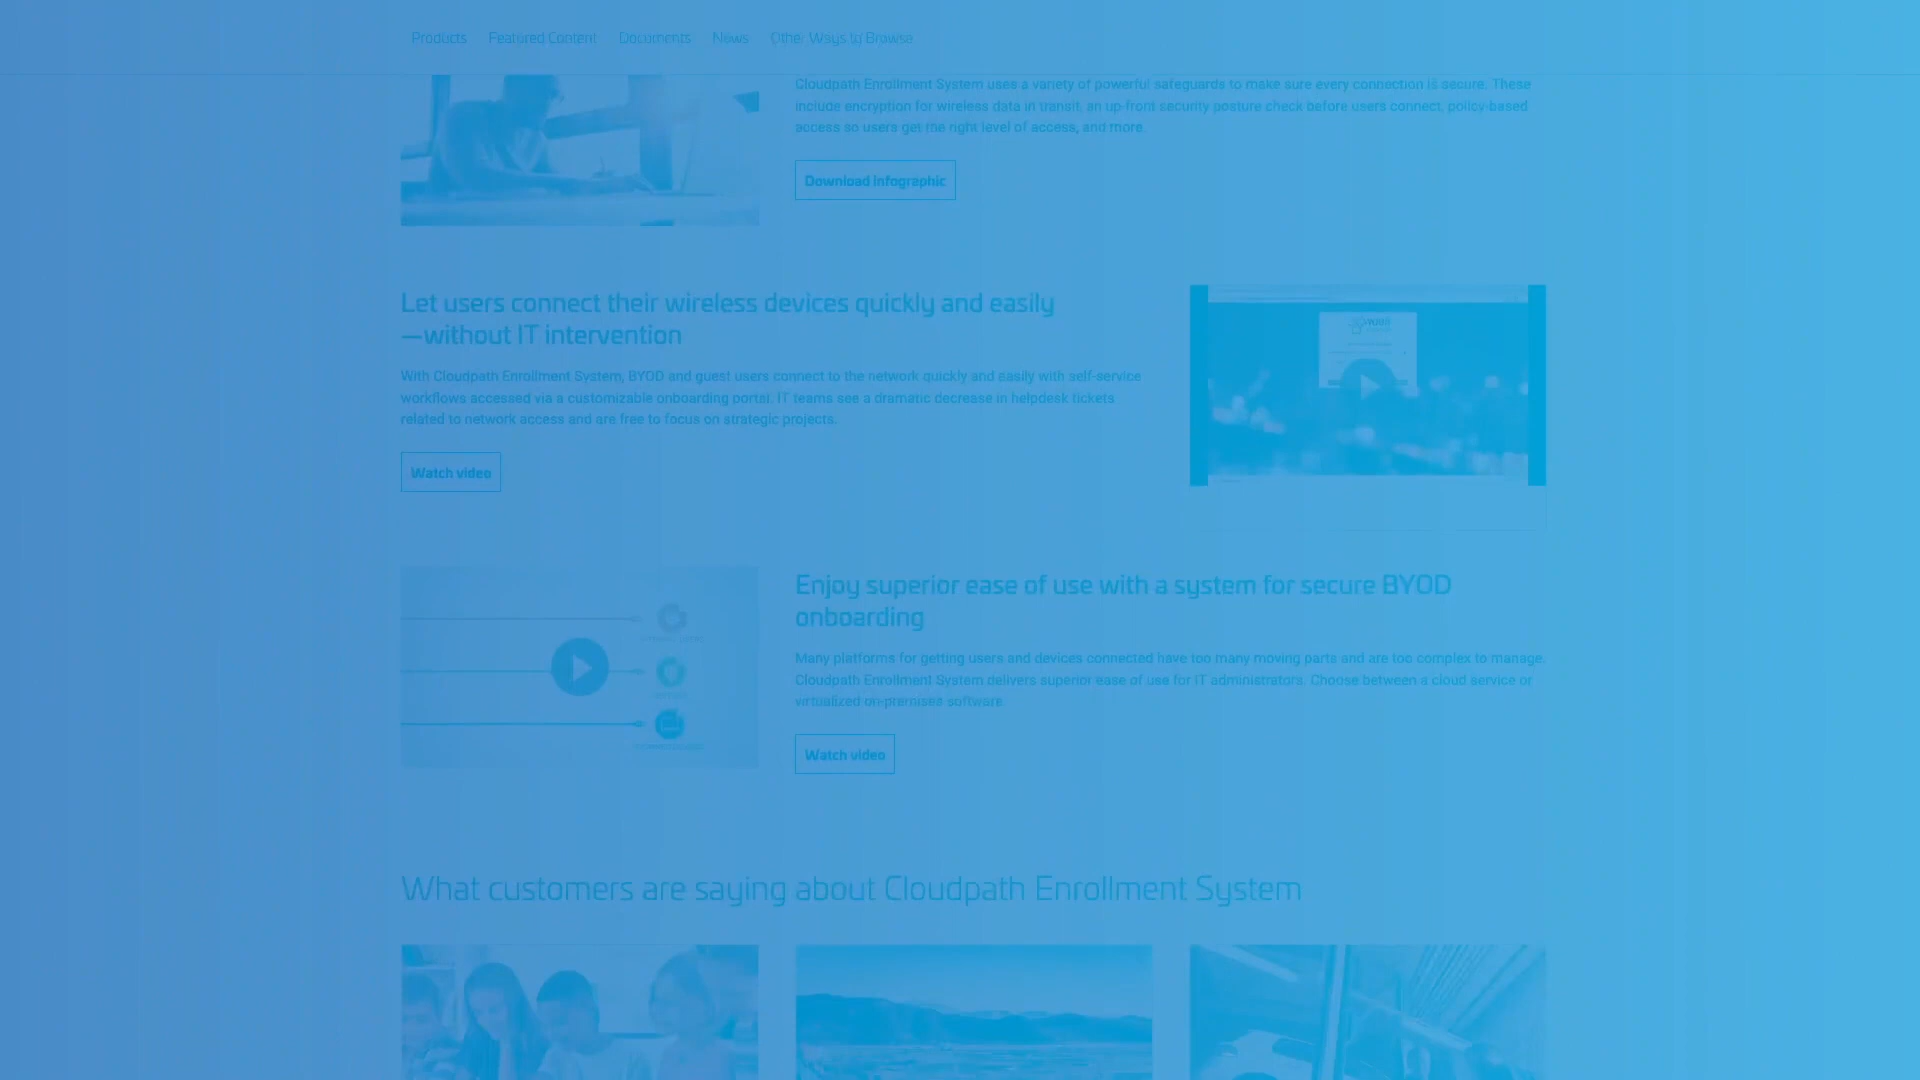 Products Featured Content Documents News Other Ways to Browse
Cloudpath Enrollment System uses a variety of powerful safeguards to make sure every connection is secure. These
include encryption for wireless data in transit, an up-front security posture check before users connect, policy-based
access so users get the right level of access, and more.
Download infographic
Let users connect their wireless devices quickly and easily
—without IT intervention
With Cloudpath Enrollment System, BYOD and guest users connect to the network quickly and easily with self-service
workflows accessed via a customizable onboarding portal. IT teams see a dramatic decrease in helpdesk tickets
related to network access and are free to focus on strategic projects.
Watch video
Enjoy superior ease of use with a system for secure BYOD
onboarding
Many platforms for getting users and devices connected have too many moving parts and are too complex to manage.
Cloudpath Enrollment System delivers superior ease of use for IT administrators. Choose between a cloud service or
virtualized on-premises software.
Watch video
What customers are saying about Cloudpath Enrollment System